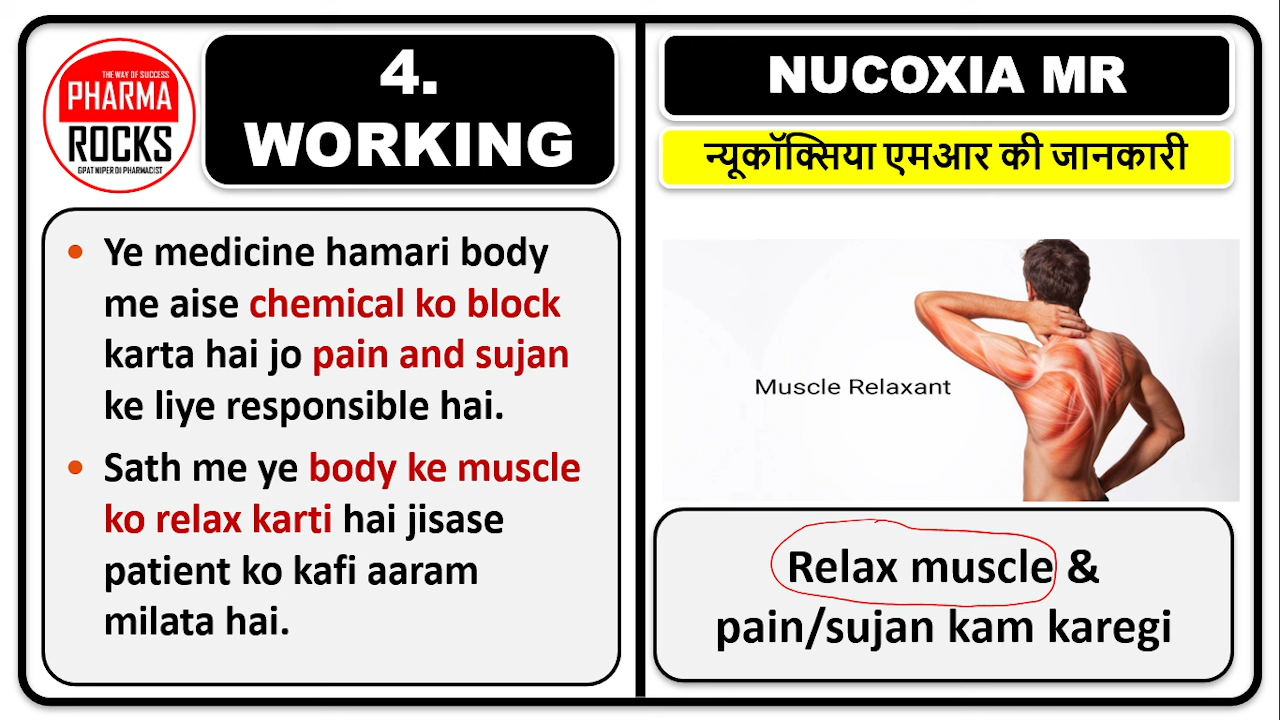 THE WAY OF SUCCESS
PHARMA
ROCKS
GPAT NIPER DI PHARMACIST
4.
WORKING
Ye medicine hamari body
me aise chemical ko block
karta hai jo pain and sujan
ke liye responsible hai.
Sath me ye body ke muscle
ko relax karti hai jisase
patient ko kafi aaram
milata hai.
NUCOXIA MR
न्यूकॉक्सिया एमआर की जानकारी
Muscle Relaxant
Relax muscle &
pain/sujan kam karegi